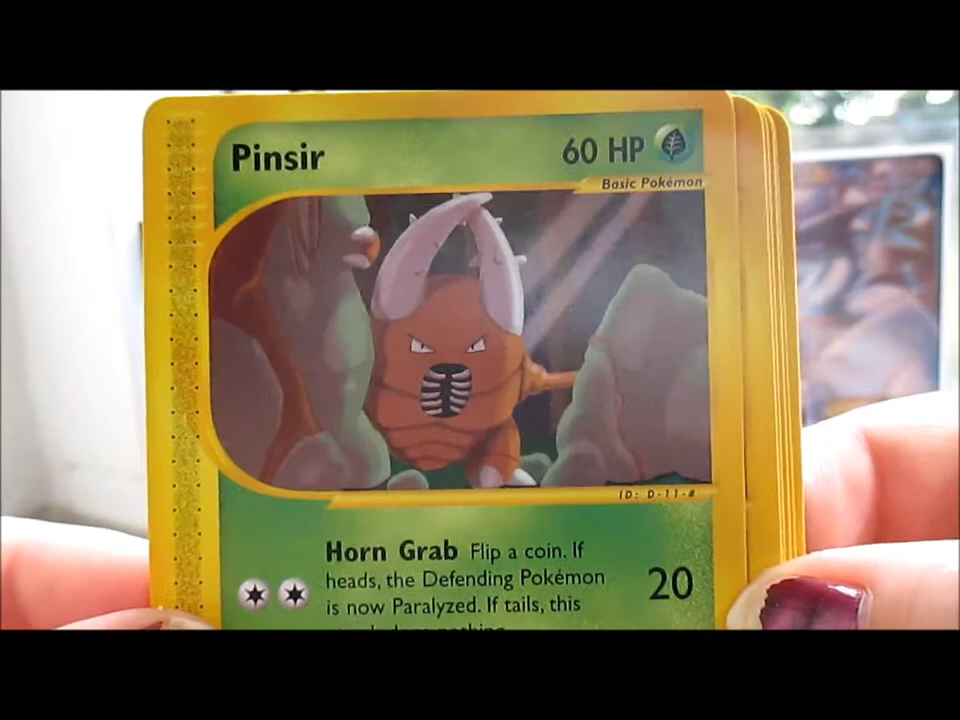 Pinsir
60 HP
Basic Pokémon
ID: D-11-#
Horn Grab Flip a coin. If
heads, the Defending Pokémon
20
is now Paralyzed. If tails, this
nothing